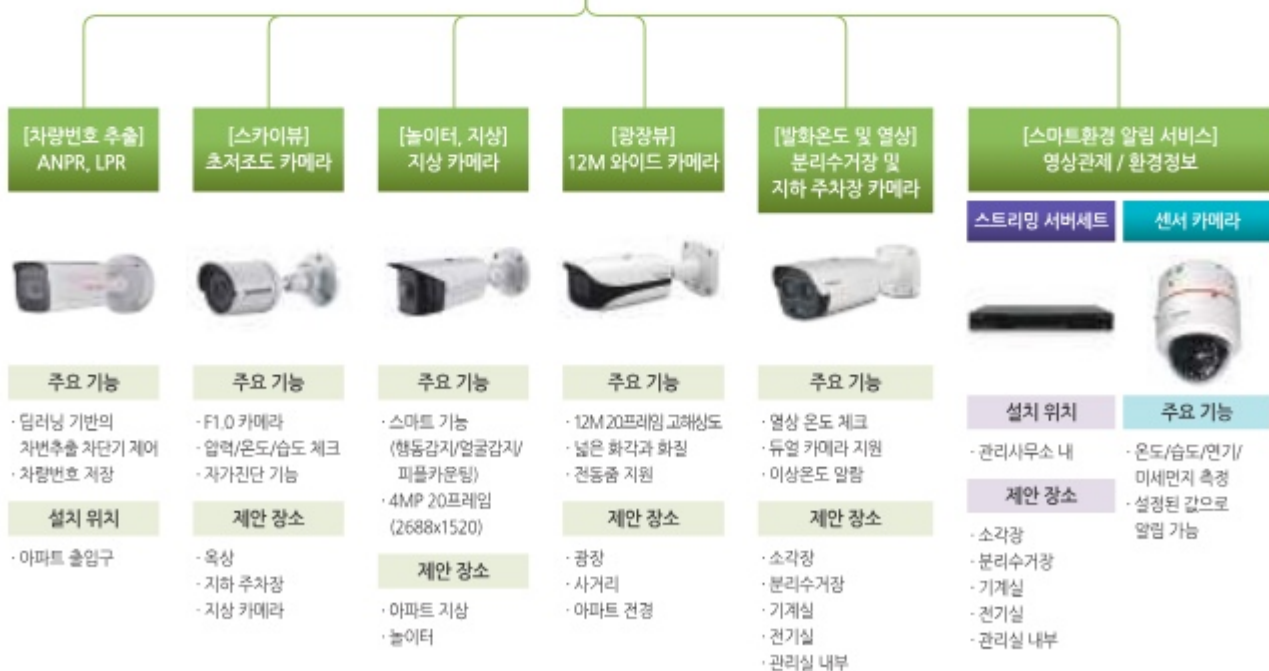 [차량번호 추출]
ANPR, LPR
주요 기능
· 딥러닝 기반의
차번추출 차단기 제어
· 차량번호 저장
설치 위치
· 아파트 출입구
[스카이뷰]
초저조도 카메라
주요 기능
· F1.0 카메라
· 압력/온도/습도 체크
· 자가진단 기능
제안 장소
· 옥상
· 지하 주차장
· 지상 카메라
[놀이터, 지상]
지상 카메라
주요 기능
· 스마트 기능
(행동감지/얼굴감지/
피플카운팅)
· 4MP 20프레임
(2688x1520)
제안 장소
· 아파트 지상
· 놀이터
[광장뷰]
12M 와이드 카메라
주요 기능
· 12M 20프레임 고해상도
· 넓은 화각과 화질
· 전동줌 지원
제안 장소
· 광장
· 사거리
· 아파트 전경
[발화온도 및 열상]
분리수거장 및
지하 주차장 카메라
주요 기능
· 열상 온도 체크
· 듀얼 카메라 지원
· 이상온도 알람
제안 장소
· 소각장
· 분리수거장
· 기계실
· 전기실
· 관리실 내부
[스마트환경 알림 서비스]
영상관제 / 환경정보
스트리밍 서버세트
설치 위치
· 관리사무소 내
제안 장소
· 소각장
· 분리수거장
· 기계실
· 전기실
· 관리실 내부
센서 카메라
주요 기능
· 온도/습도/연기/
미세먼지 측정
· 설정된 값으로
알림 가능